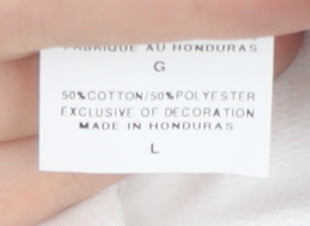 FABRIQUE AU HONDURAS
G
50%COTTON/50%POLYESTER
EXCLUSIVE OF DECORATION
MADE IN HONDURAS
L